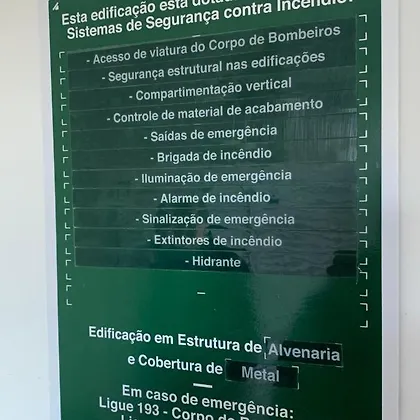 Esta edificação está
Sistemas de Segurança contra Incêndio:
- Acesso de viatura do Corpo de Bombeiros
- Segurança estrutural nas edificações
- Compartimentação vertical
- Controle de material de acabamento
- Saídas de emergência
- Brigada de incêndio
- Iluminação de emergência
- Alarme de incêndio
- Sinalização de emergência
- Extintores de incêndio
- Hidrante
Edificação em Estrutura de Alvenaria
e Cobertura de Metal
Em caso de emergência:
Ligue 193 - Corpo de